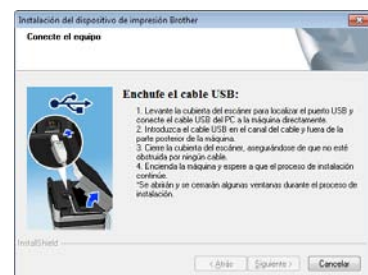 Instalación del dispositivo de impresión Brother
Conecte el equipo
Enchufe el cable USB:
1. Levante la cubierta del escáner para localizar el puerto USB y
conecte el cable USB del PC a la máquina directamente.
2. Introduzca el cable USB en el canal del cable y fuera de la
parte posterior de la máquina.
3. Cierre la cubierta del escáner, asegurándose de que no esté
obstruida por ningún cable.
4. Encienda la máquina y espere a que el proceso de instalación
continúe.
*Se abrirán y se cerrarán algunas ventanas durante el proceso de
instalación.
InstallShield
< Atrás
Siguiente >
Cancelar